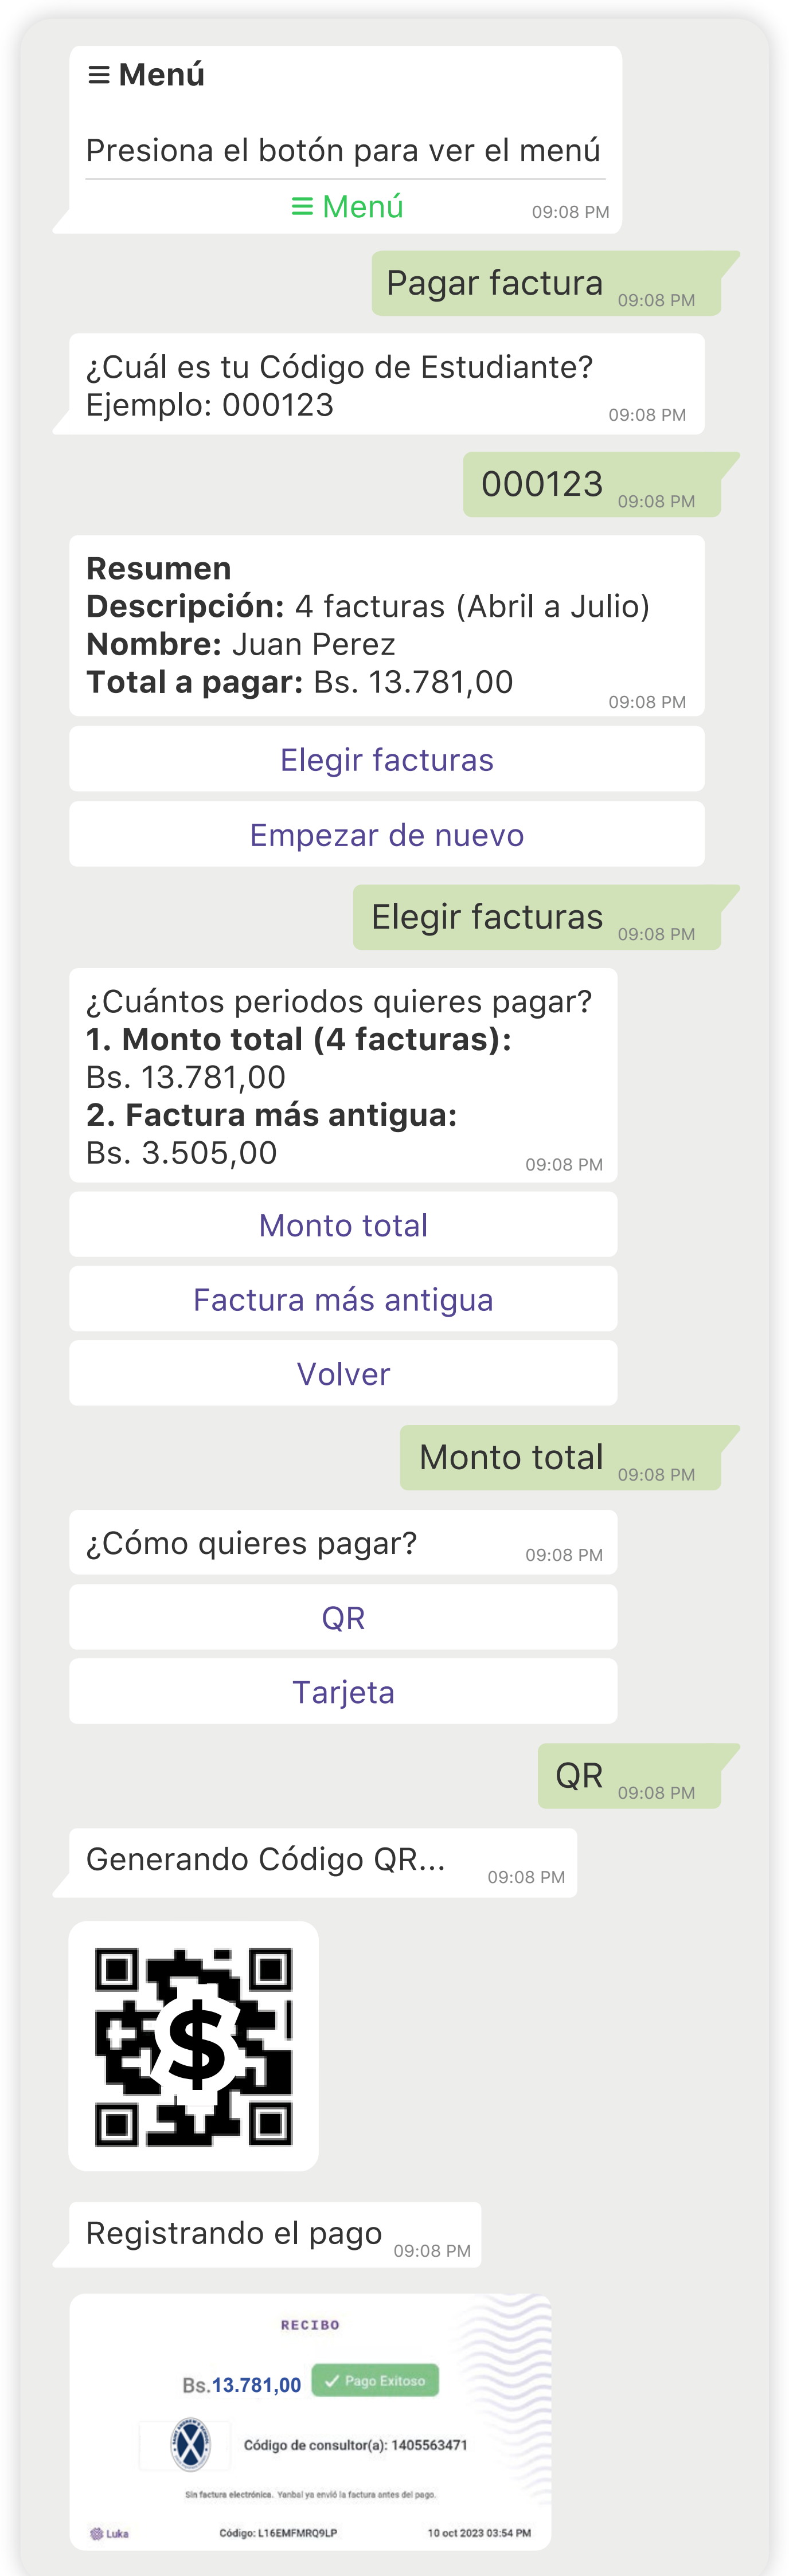 Menú
Presiona el botón para ver el menú
Menú
09:08 PM
Pagar factura
09:08 PM
¿Cuál es tu Código de Estudiante?
Ejemplo: 000123
09:08 PM
000123
09:08 PM
Resumen
Descripción: 4 facturas (Abril a Julio)
Nombre: Juan Perez
Total a pagar: Bs. 13.781,00
09:08 PM
Elegir facturas
Empezar de nuevo
Elegir facturas
09:08 PM
¿Cuántos periodos quieres pagar?
1. Monto total (4 facturas):
Bs. 13.781,00
2. Factura más antigua:
Bs. 3.505,00
09:08 PM
Monto total
Factura más antigua
Volver
Monto total
09:08 PM
¿Cómo quieres pagar?
09:08 PM
QR
Tarjeta
QR
09:08 PM
Generando Código QR...
09:08 PM
$
Registrando el pago
09:08 PM
RECIBO
Bs.13.781,00
Pago Exitoso
Código de consultor(a): 1405563471
Sin factura electrónica. Yanbal ya envió la factura antes del pago.
Luka
Código: L16EMFMRQ9LP
10 oct 2023 03:54 PM